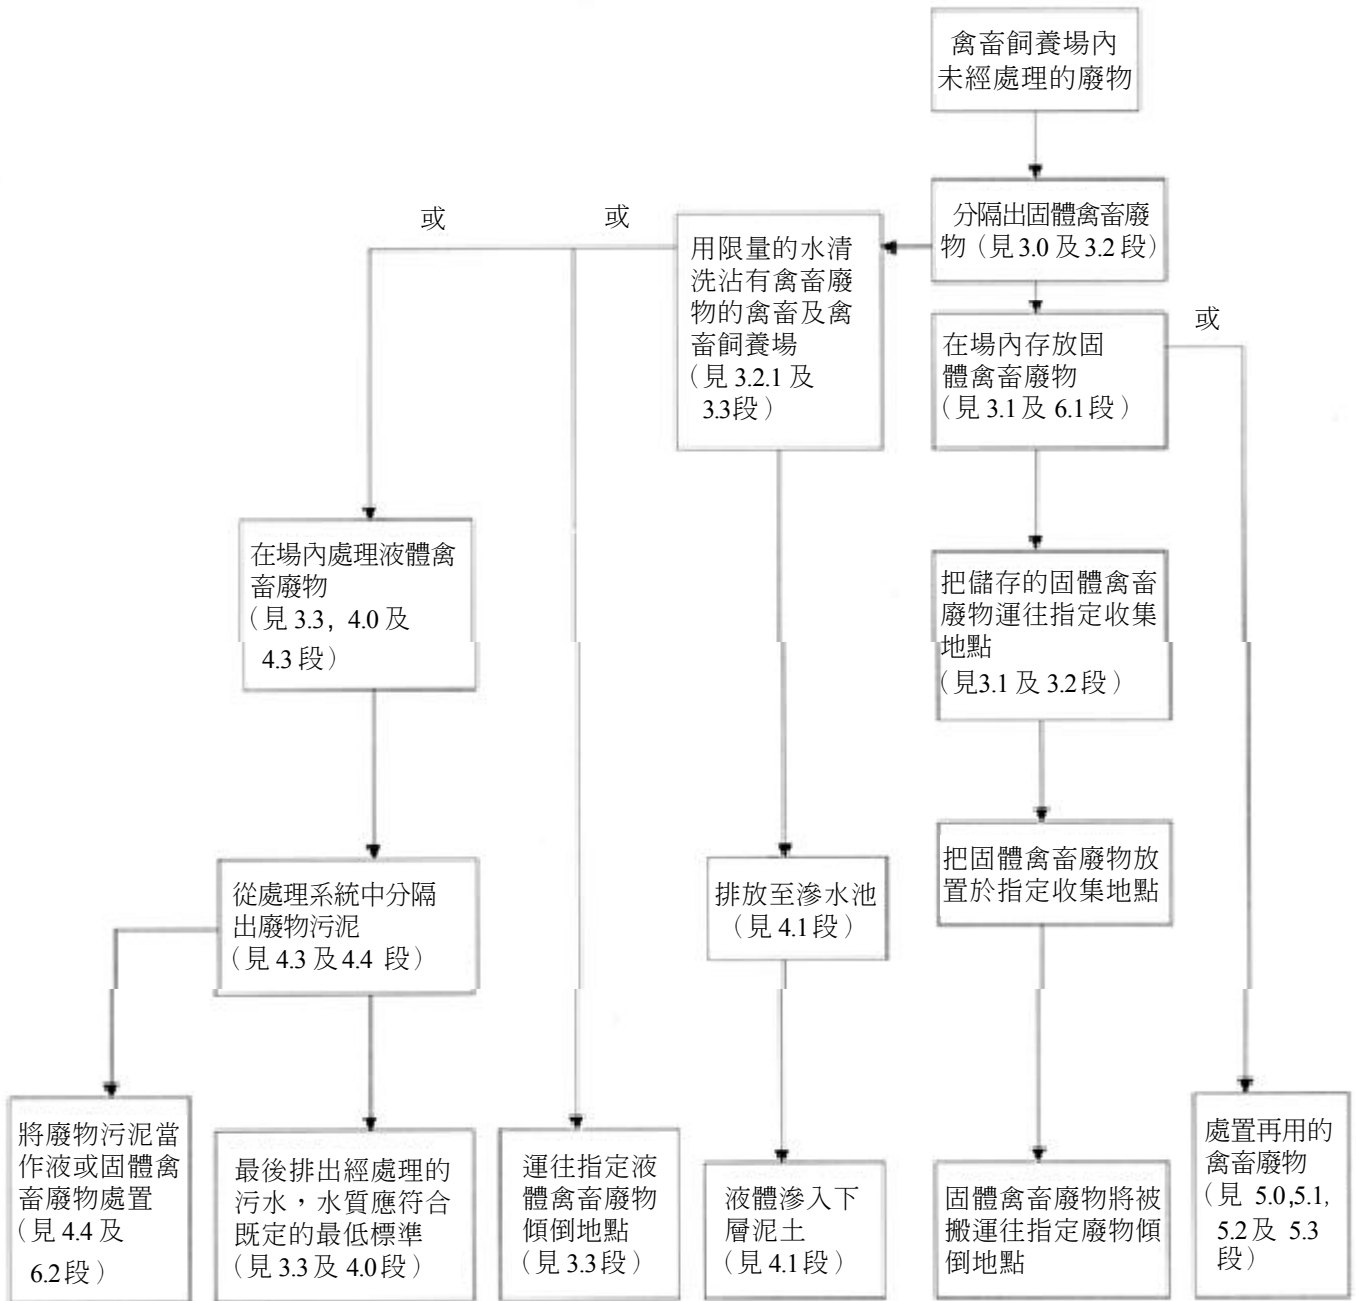 禽畜飼養場內
未經處理的廢物
分隔出固體禽畜廢
物（見 3.0 及 3.2 段）
或
或
用限量的水清
洗沾有禽畜廢
物的禽畜及禽
畜飼養場
（見 3.2.1 及
3.3段）
在場內存放固
體禽畜廢物
（見 3.1 及 6.1段）
或
在場內處理液體禽
畜廢物
（見 3.3, 4.0 及
4.3 段）
把儲存的固體禽畜
廢物運往指定收集
地點
（見3.1 及 3.2段）
從處理系統中分隔
出廢物污泥
（見 4.3 及4.4 段）
排放至滲水池
（見 4.1段）
把固體禽畜廢物放
置於指定收集地點
將廢物污泥當
作液或固體禽
畜廢物處置
（見 4.4 及
6.2段）
最後排出經處理的
污水，水質應符合
既定的最低標準
（見 3.3 及 4.0 段）
運往指定液
體禽畜廢物
傾倒地點
（見 3.3 段）
液體滲入下
層泥土
（見 4.1段）
固體禽畜廢物將被
搬運往指定廢物傾
倒地點
處置再用的
禽畜廢物
（見 5.0,5.1,
5.2 及 5.3
段）